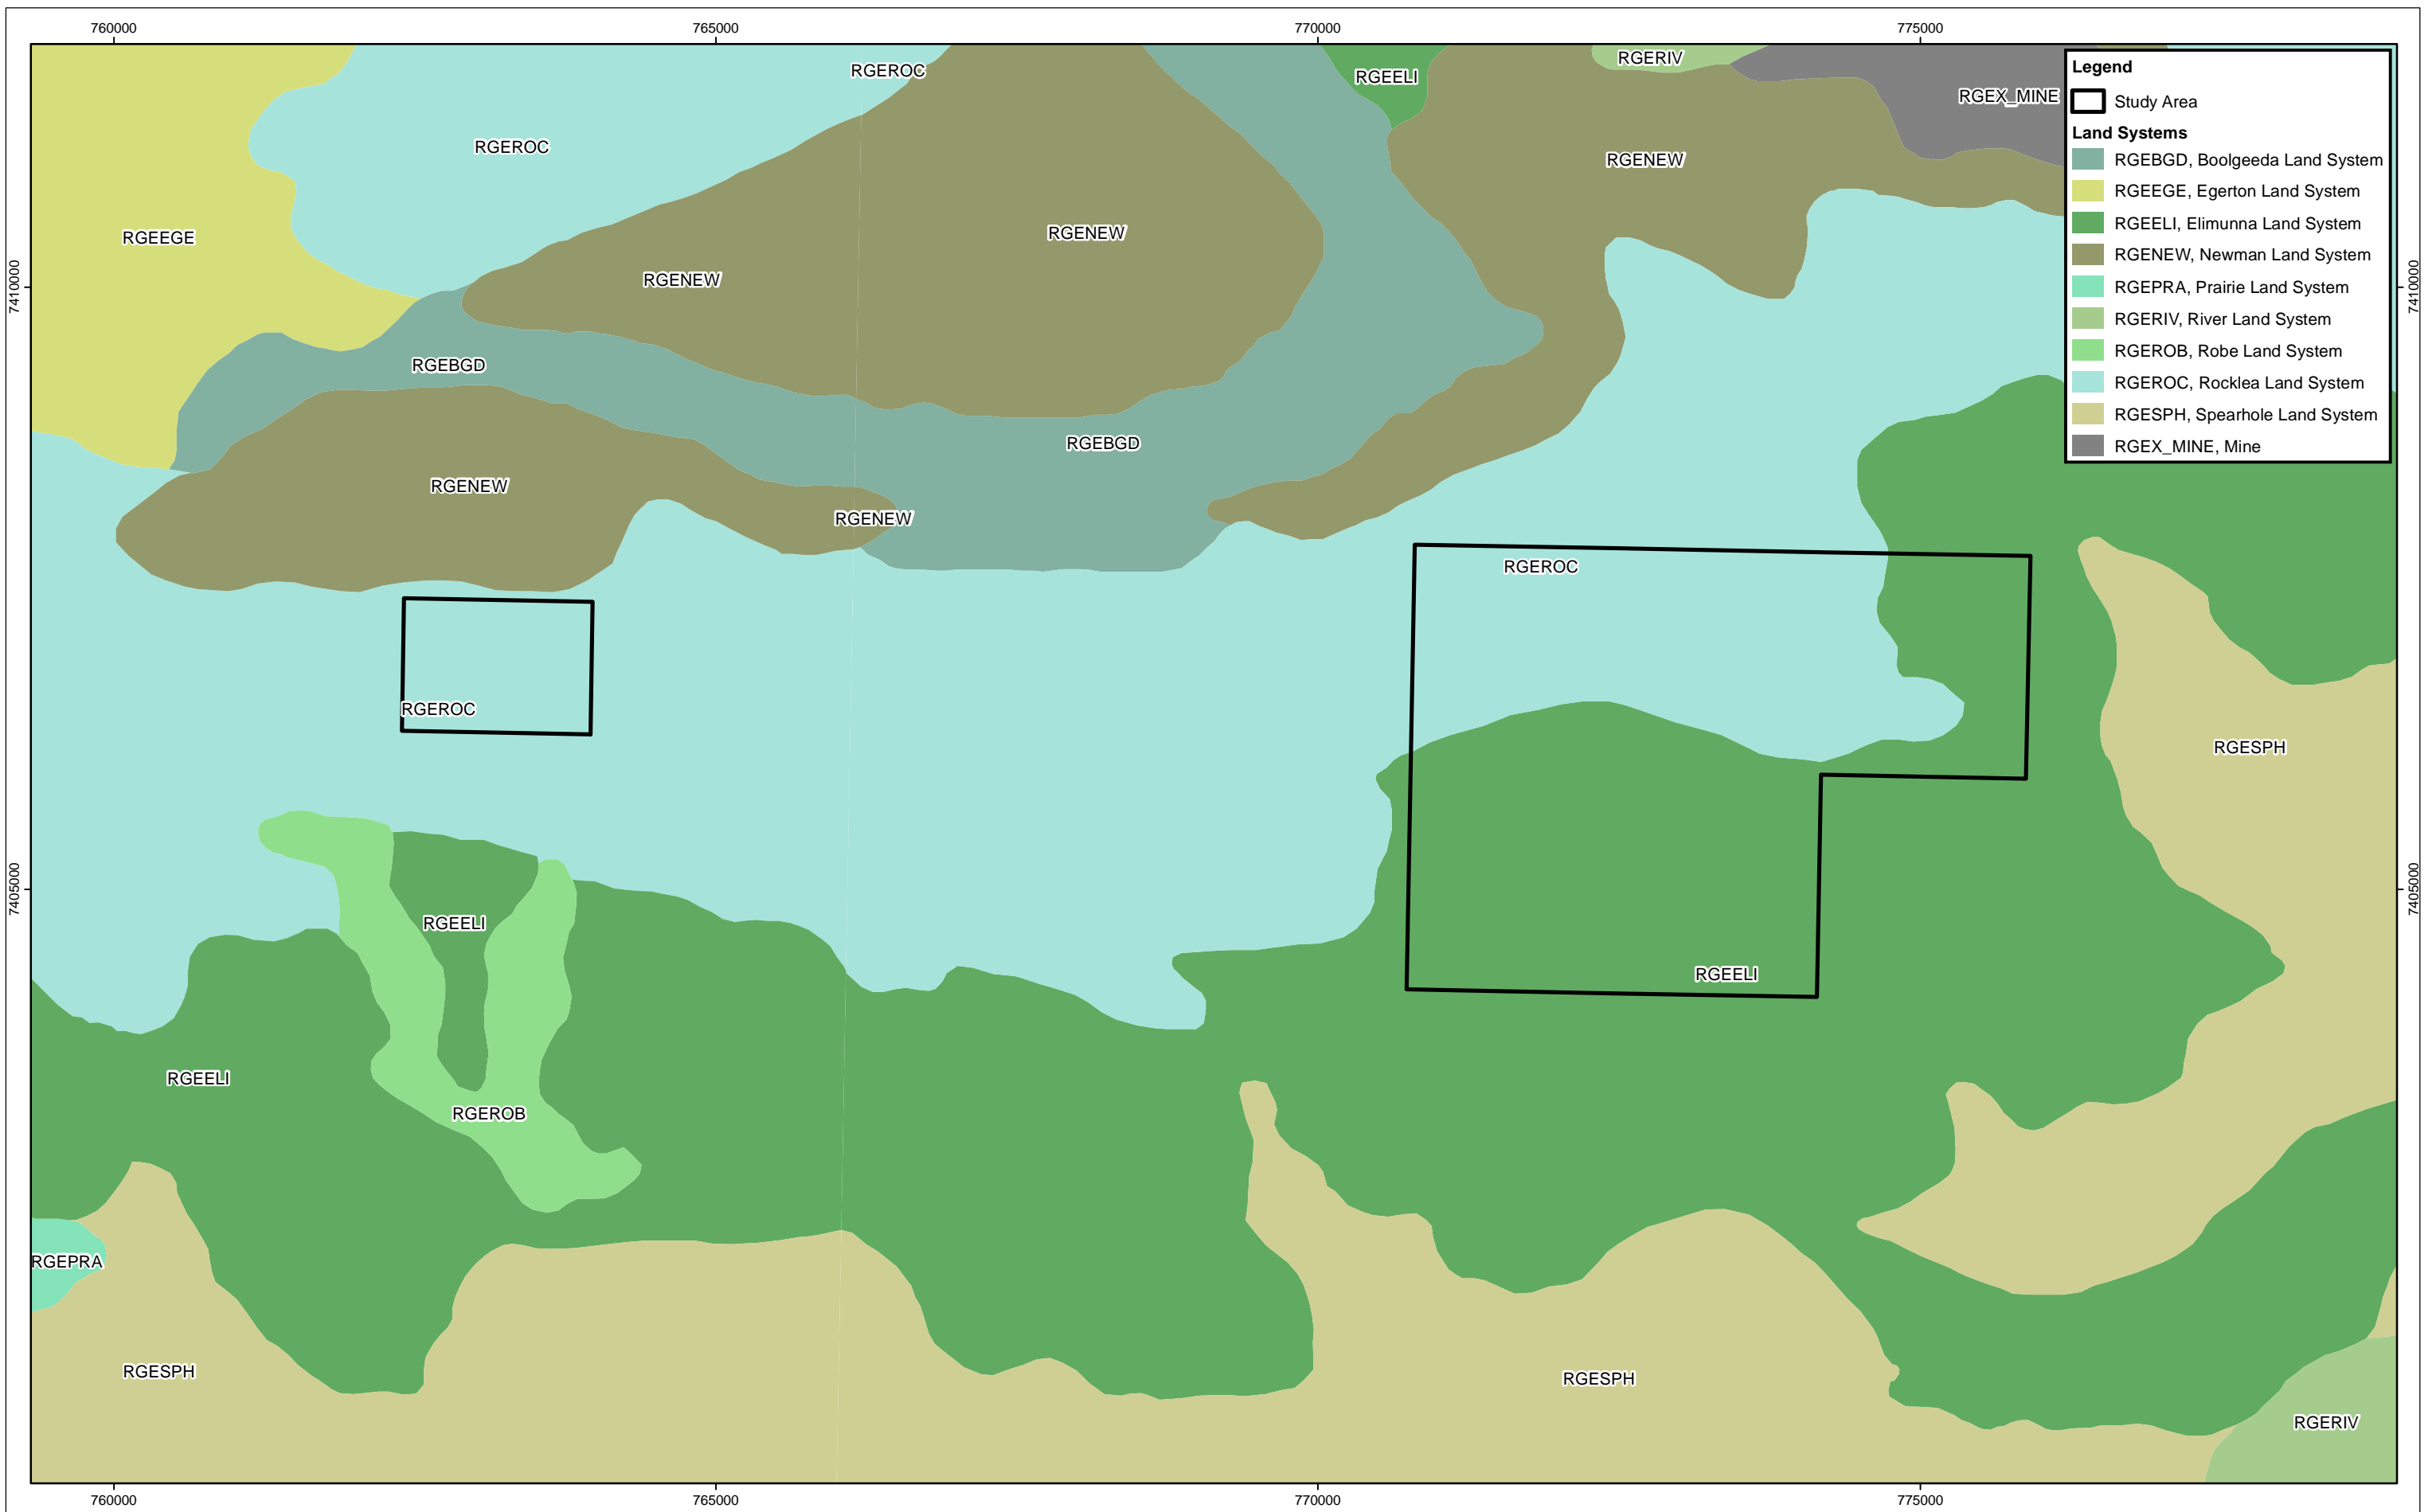 760000
765000
770000
775000
RGEROC
RGEELI
RGERIV
RGEX_MINE
RGEROC
RGENEW
RGEEGE
RGENEW
RGENEW
7410000
7410000
RGEBGD
RGEBGD
RGENEW
RGENEW
RGEROC
RGEROC
RGESPH
7405000
7405000
RGEELI
RGEELI
RGEELI
RGEROB
RGEPRA
RGESPH
RGESPH
RGERIV
Legend
Study Area
Land Systems
RGEBGD, Boolgeeda Land System
RGEEGE, Egerton Land System
RGEELI, Elimunna Land System
RGENEW, Newman Land System
RGEPRA, Prairie Land System
RGERIV, River Land System
RGEROB, Robe Land System
RGEROC, Rocklea Land System
RGESPH, Spearhole Land System
RGEX_MINE, Mine
760000
765000
770000
775000